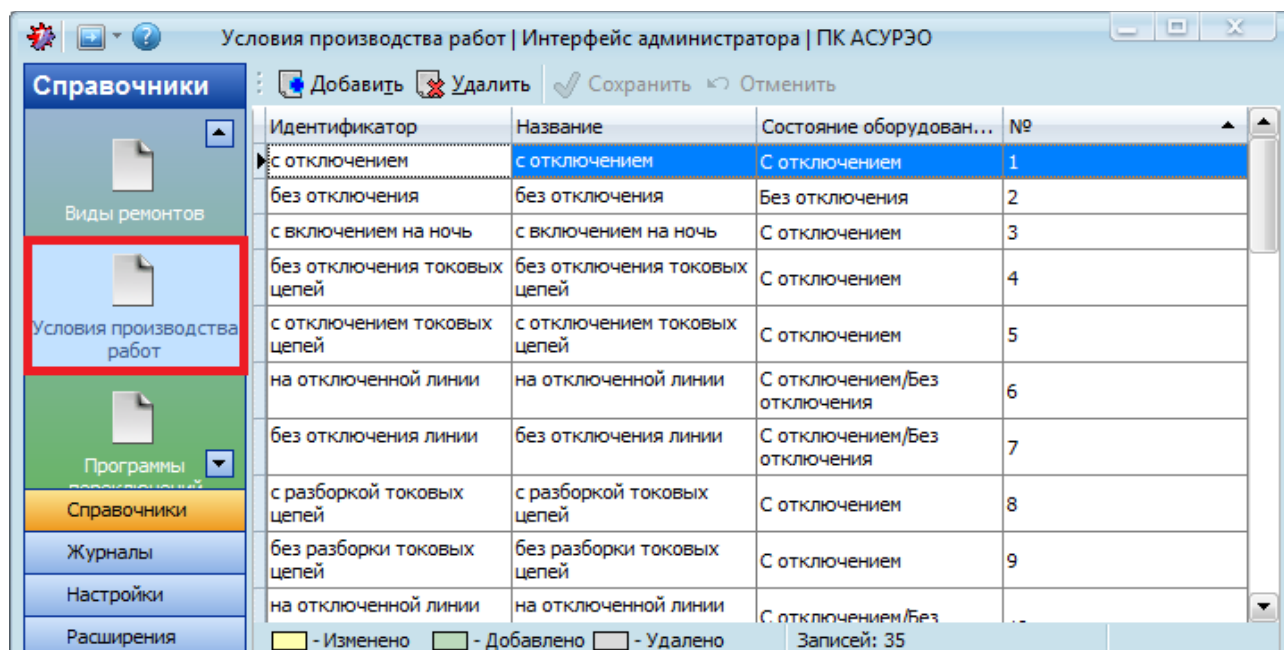 Условия производства работ | Интерфейс администратора | ПК АСУРЭО
Справочники
Добавить Удалить Сохранить Отменить
Виды ремонтов
Условия производства
работ
Программы
переключений
Справочники
Журналы
Настройки
Расширения
Идентификатор Название Состояние оборудован... №
с отключением с отключением С отключением 1
без отключения без отключения Без отключения 2
с включением на ночь с включением на ночь С отключением 3
без отключения токовых без отключения токовых С отключением 4
цепей цепей
с отключением токовых с отключением токовых С отключением 5
цепей цепей
на отключенной линии на отключенной линии С отключением/Без 6
отключения
без отключения линии без отключения линии С отключением/Без 7
отключения
с разборкой токовых с разборкой токовых С отключением 8
цепей цепей
без разборки токовых без разборки токовых С отключением 9
цепей цепей
на отключенной линии на отключенной линии С отключением/Без
- Изменено - Добавлено - Удалено Записей: 35